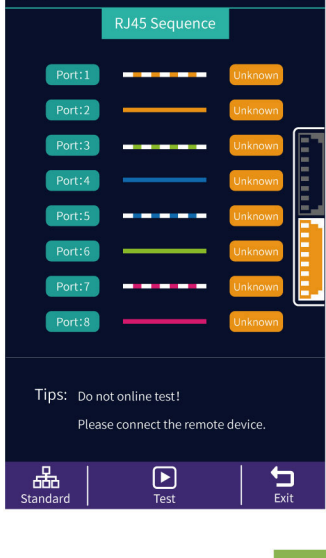 RJ45 Sequence
Port:1 Unknown
Port:2 Unknown
Port:3 Unknown
Port:4 Unknown
Port:5 Unknown
Port:6 Unknown
Port:7 Unknown
Port:8 Unknown
Tips: Do not online test!
Please connect the remote device.
Standard Test Exit